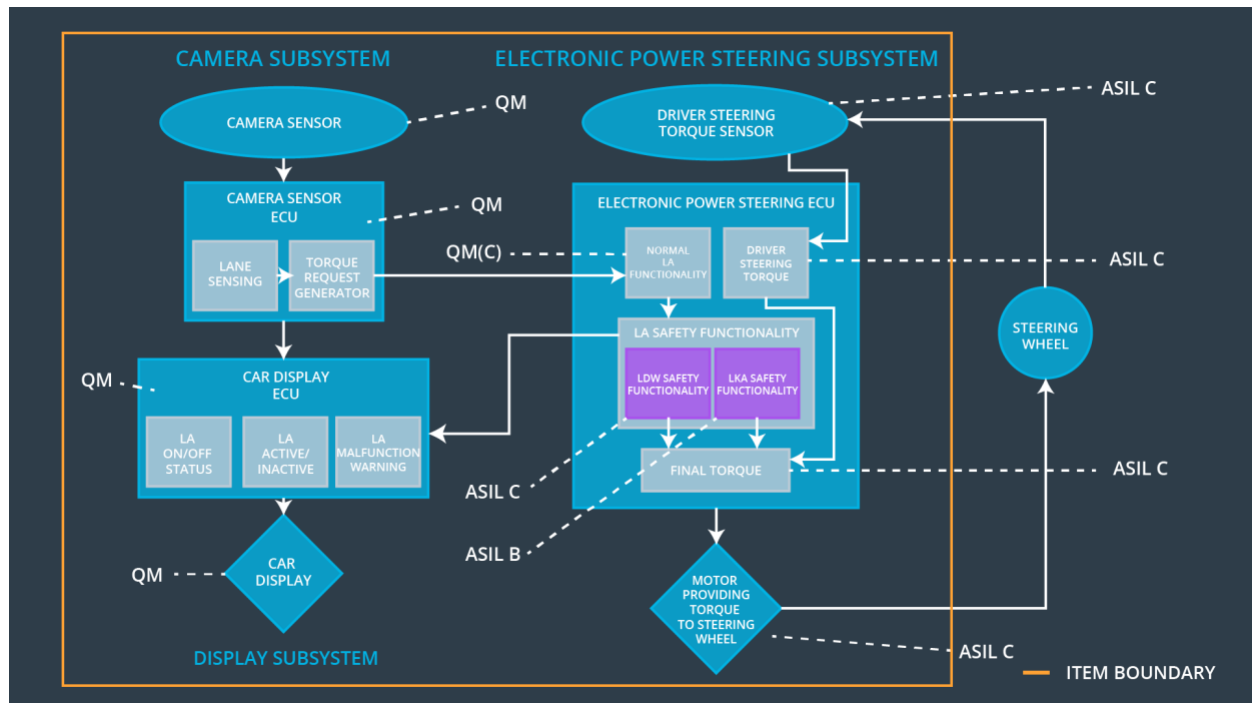 CAMERA SUBSYSTEM
ELECTRONIC POWER STEERING SUBSYSTEM
CAMERA SENSOR
QM
DRIVER STEERING
TORQUE SENSOR
ASIL C
CAMERA SENSOR
ECU
QM
LANE
SENSING
TORQUE
REQUEST
GENERATOR
ELECTRONIC POWER STEERING ECU
QM(C)
NORMAL
LA
FUNCTIONALITY
DRIVER
STEERING
TORQUE
ASIL C
LA SAFETY FUNCTIONALITY
LDW SAFETY
FUNCTIONALITY
LKA SAFETY
FUNCTIONALITY
STEERING
WHEEL
QM
CAR DISPLAY
ECU
LA
ON/OFF
STATUS
LA
ACTIVE/
INACTIVE
LA
MALFUNCTION
WARNING
FINAL TORQUE
ASIL C
ASIL C
ASIL B
QM
CAR
DISPLAY
MOTOR
PROVIDING
TORQUE
TO STEERING
WHEEL
ASIL C
DISPLAY SUBSYSTEM
ITEM BOUNDARY